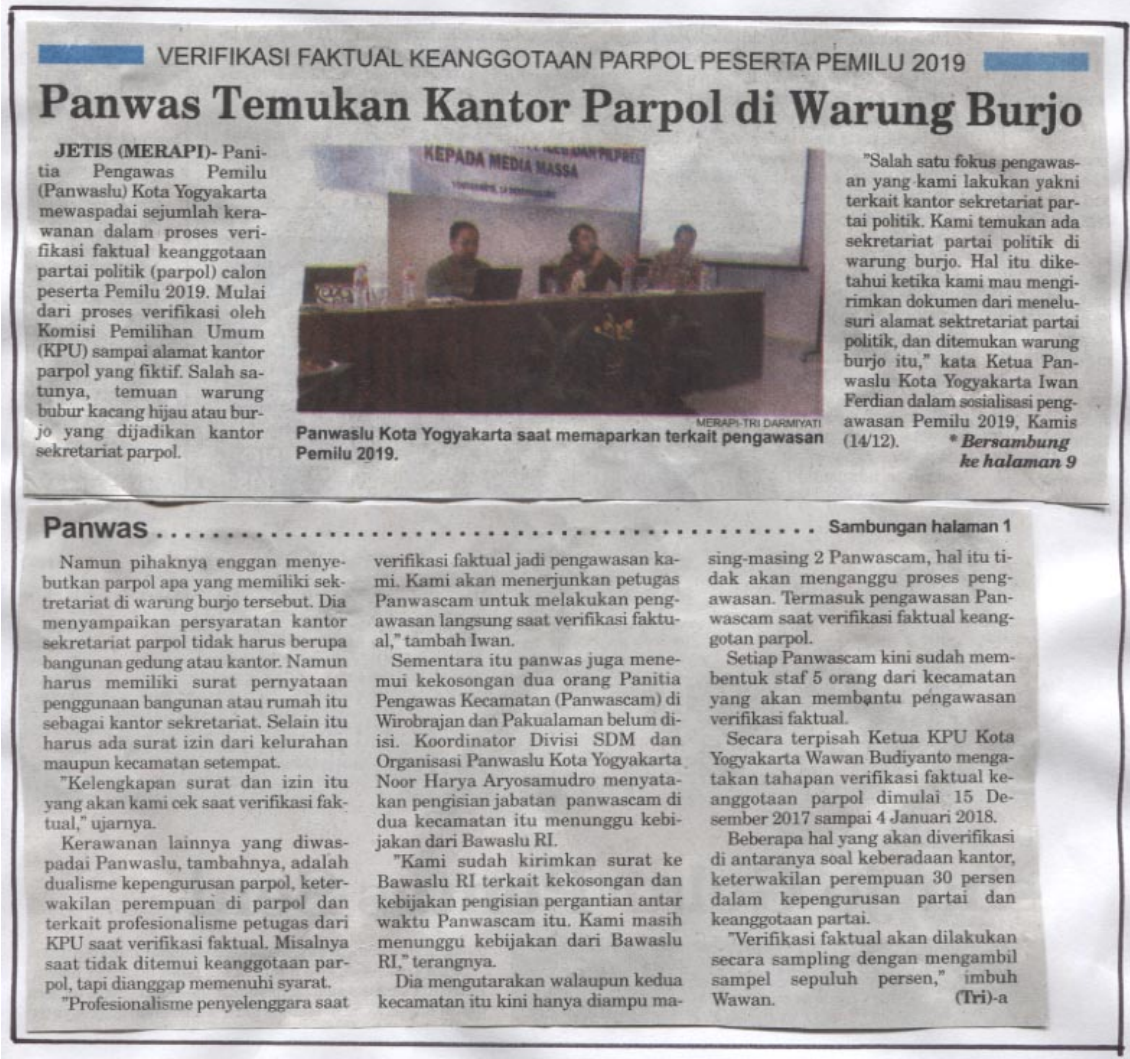 VERIFIKASI FAKTUAL KEANGGOTAAN PARPOL PESERTA PEMILU 2019
Panwas Temukan Kantor Parpol di Warung Burjo
JETIS (MERAPI)- Pani-
tia Pengawas Pemilu
(Panwaslu) Kota Yogyakarta
mewaspadai sejumlah kera-
wanan dalam proses veri-
fikasi faktual keanggotaan
partai politik (parpol) calon
peserta Pemilu 2019. Mulai
dari proses verifikasi oleh
Komisi Pemilihan Umum
(KPU) sampai alamat kantor
parpol yang fiktif. Salah sa-
tunya, temuan warung
bubur kacang hijau atau bur-
jo yang dijadikan kantor
sekretariat parpol.
KEPADA MEDIA MASSA
MERAPI-TRI DARMIYATI
Panwaslu Kota Yogyakarta saat memaparkan terkait pengawasan
Pemilu 2019.
"Salah satu fokus pengawas-
an yang kami lakukan yakni
terkait kantor sekretariat par-
tai politik. Kami temukan ada
sekretariat partai politik di
warung burjo. Hal itu dike-
tahui ketika kami mau mengi-
rimkan dokumen dari menelu-
suri alamat sektretariat partai
politik, dan ditemukan warung
burjo itu," kata Ketua Pan-
waslu Kota Yogyakarta Iwan
Ferdian dalam sosialisasi peng-
awasan Pemilu 2019, Kamis
(14/12). * Bersambung
ke halaman 9
Panwas . . . . . . . . . . . . . . . . . . . . . . . . . . . . . . . . . . . . . . . . . . . . . Sambungan halaman 1
Namun pihaknya enggan menye-
butkan parpol apa yang memiliki sek-
tretariat di warung burjo tersebut. Dia
menyampaikan persyaratan kantor
sekretariat parpol tidak harus berupa
bangunan gedung atau kantor. Namun
harus memiliki surat pernyataan
penggunaan bangunan atau rumah itu
sebagai kantor sekretariat. Selain itu
harus ada surat izin dari kelurahan
maupun kecamatan setempat.
"Kelengkapan surat dan izin itu
yang akan kami cek saat verifikasi fak-
tual," ujarnya.
Kerawanan lainnya yang diwas-
padai Panwaslu, tambahnya, adalah
dualisme kepengurusan parpol, keter-
wakilan perempuan di parpol dan
terkait profesionalisme petugas dari
KPU saat verifikasi faktual. Misalnya
saat tidak ditemui keanggotaan par-
pol, tapi dianggap memenuhi syarat.
"Profesionalisme penyelenggara saat
verifikasi faktual jadi pengawasan ka-
mi. Kami akan menerjunkan petugas
Panwascam untuk melakukan peng-
awasan langsung saat verifikasi faktu-
al," tambah Iwan.
Sementara itu panwas juga mene-
mui kekosongan dua orang Panitia
Pengawas Kecamatan (Panwascam) di
Wirobrajan dan Pakualaman belum di-
isi. Koordinator Divisi SDM dan
Organisasi Panwaslu Kota Yogyakarta
Noor Harya Aryosamudro menyata-
kan pengisian jabatan panwascam di
dua kecamatan itu menunggu kebi-
jakan dari Bawaslu RI.
"Kami sudah kirimkan surat ke
Bawaslu RI terkait kekosongan dan
kebijakan pengisian pergantian antar
waktu Panwascam itu. Kami masih
menunggu kebijakan dari Bawaslu
RI," terangnya.
Dia mengutarakan walaupun kedua
kecamatan itu kini hanya diampu ma-
sing-masing 2 Panwascam, hal itu ti-
dak akan menganggu proses peng-
awasan. Termasuk pengawasan Pan-
wascam saat verifikasi faktual keang-
gotan parpol.
Setiap Panwascam kini sudah mem-
bentuk staf 5 orang dari kecamatan
yang akan membantu pengawasan
verifikasi faktual.
Secara terpisah Ketua KPU Kota
Yogyakarta Wawan Budiyanto menga-
takan tahapan verifikasi faktual ke-
anggotaan parpol dimulai 15 De-
sember 2017 sampai 4 Januari 2018.
Beberapa hal yang akan diverifikasi
di antaranya soal keberadaan kantor,
keterwakilan perempuan 30 persen
dalam kepengurusan partai dan
keanggotaan partai.
"Verifikasi faktual akan dilakukan
secara sampling dengan mengambil
sampel sepuluh persen," imbuh
Wawan. (Tri)-a